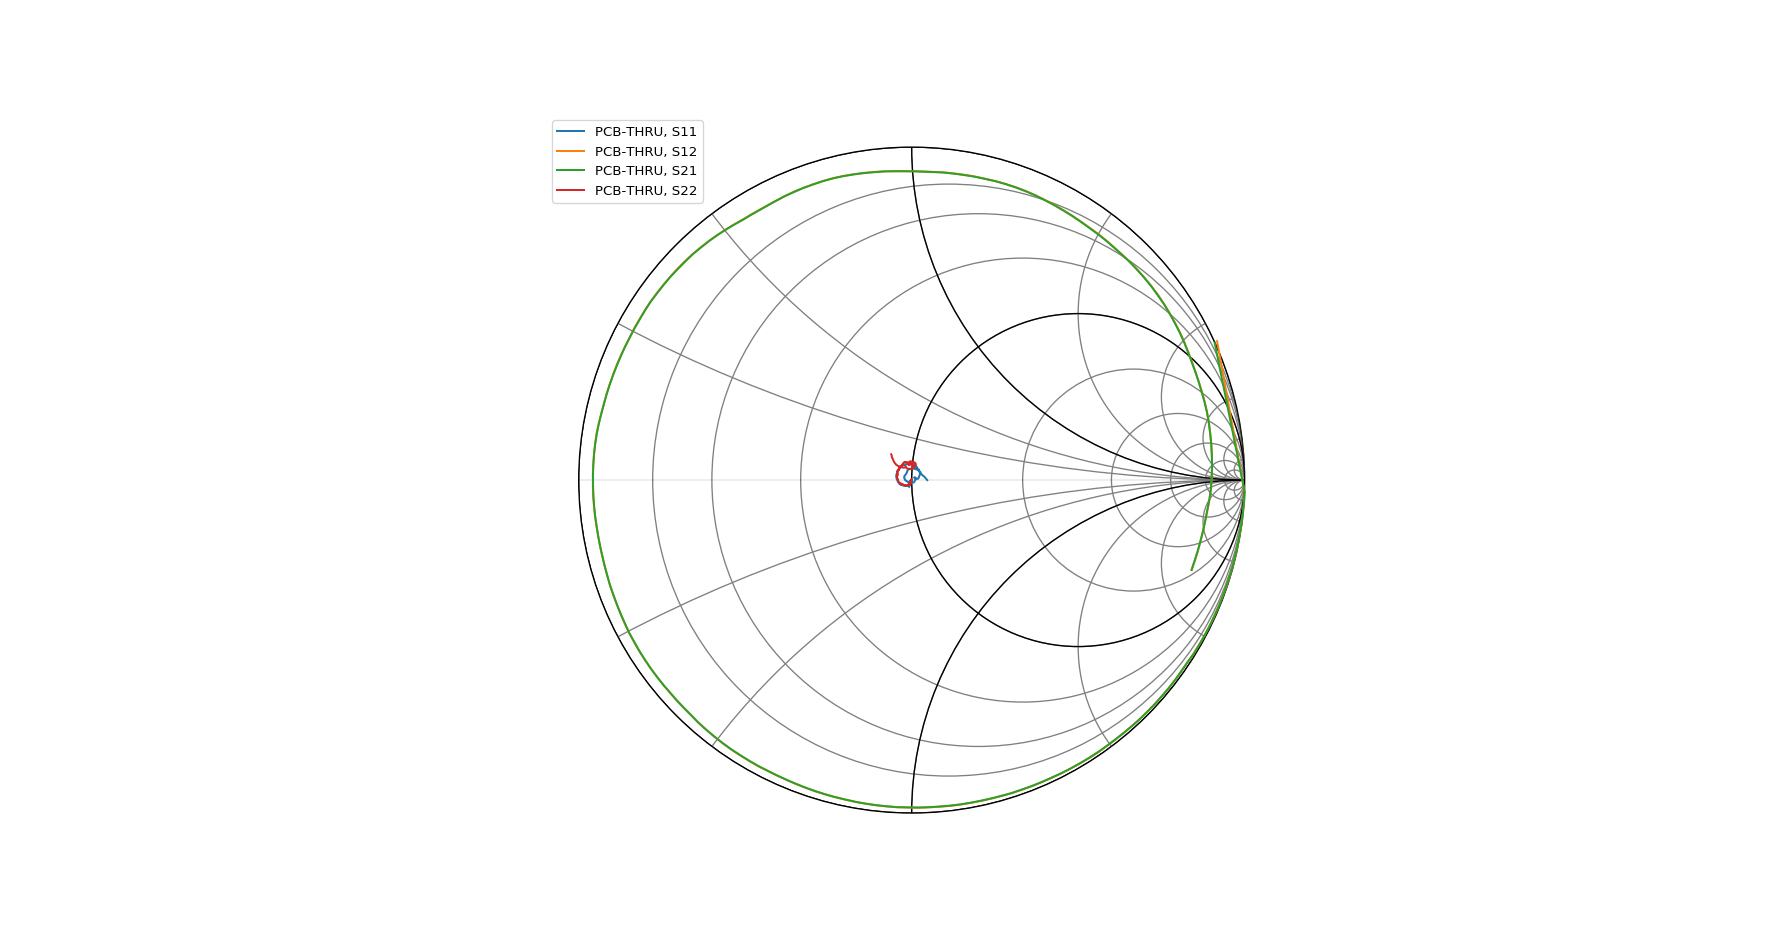 PCB-THRU, S11
PCB-THRU, S12
PCB-THRU, S21
PCB-THRU, S22